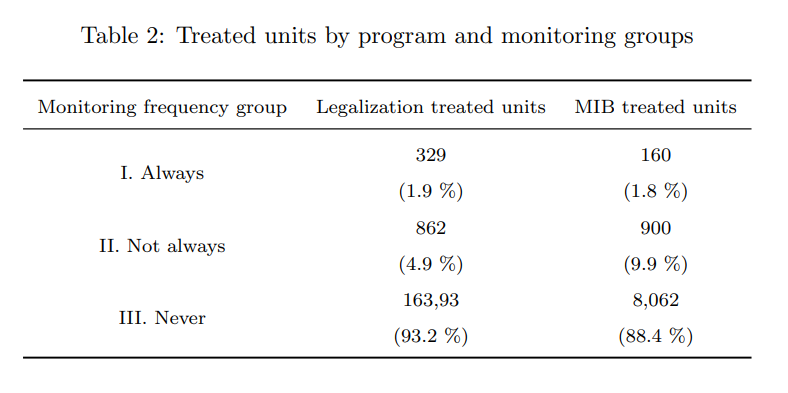 Table 2: Treated units by program and monitoring groups
Monitoring frequency group Legalization treated units MIB treated units
I. Always 329 160
(1.9 %) (1.8 %)
II. Not always 862 900
(4.9 %) (9.9 %)
III. Never 163,93 8,062
(93.2 %) (88.4 %)